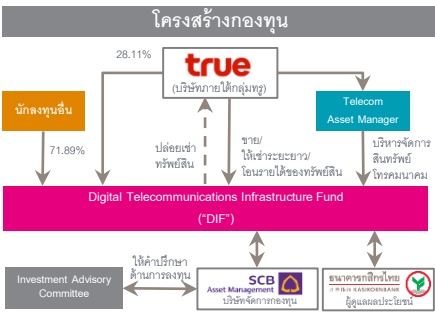 โครงสร้างกองทุน
28.11%
true
(บริษัทภายใต้กลุ่มทรู)
นักลงทุนอื่น
Telecom
Asset Manager
71.89%
ปล่อยเช่า
ทรัพย์สิน
ขาย/
ให้เช่าระยะยาว/
โอนรายได้ของทรัพย์สิน
บริหารจัดการ
สินทรัพย์
โทรคมนาคม
Digital Telecommunications Infrastructure Fund
("DIF")
Investment Advisory
Committee
ให้คำปรึกษา
ด้านการลงทุน
SCB
Asset Management
บริษัทจัดการกองทุน
ธนาคารกสิกรไทย
KASIKORNBANK
ผู้ดูแลผลประโยชน์